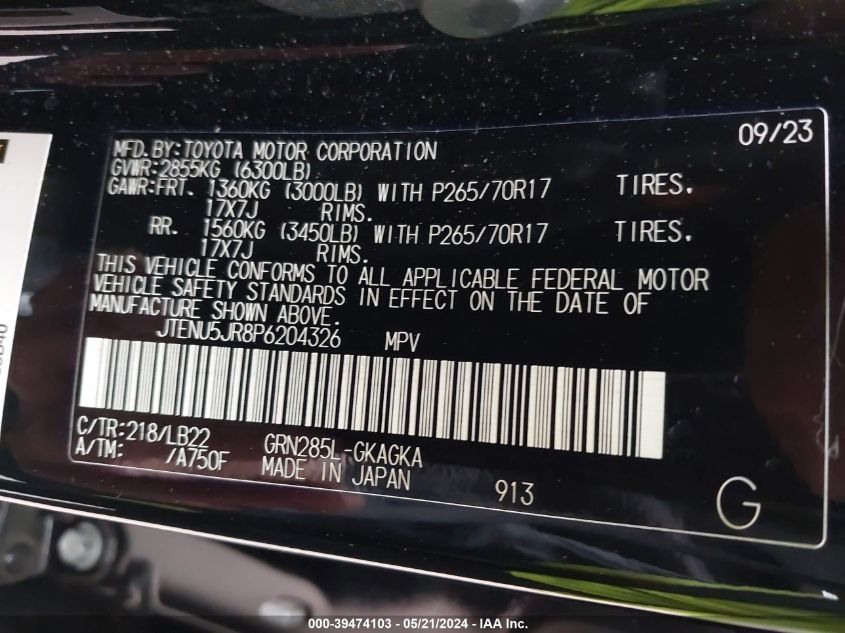 09/23
MFD.BY:TOYOTA MOTOR CORPORATION
GVWR:2855KG (6300LB)
GAWR:FRT. 1360KG (3000LB) WITH P265/70R17 TIRES.
17X7J RIMS.
RR. 1560KG (3450LB) WITH P265/70R17 TIRES.
17X7J RIMS.
THIS VEHICLE CONFORMS TO ALL APPLICABLE FEDERAL MOTOR
VEHICLE SAFETY STANDARDS IN EFFECT ON THE DATE OF
MANUFACTURE SHOWN ABOVE.
JTENU5JR8P6204326 MPV
C/TR:218/LB22 GRN285L-GKAGKA
A/TM: /A750F MADE IN JAPAN 913 G
000-39474103 - 05/21/2024 - IAA Inc.